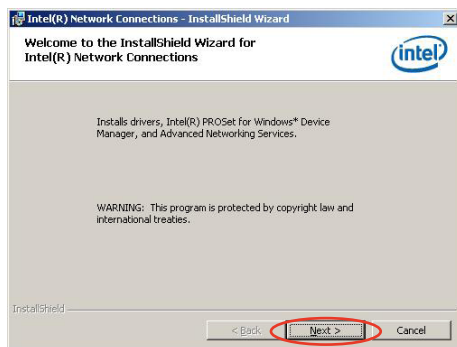 Intel(R) Network Connections - InstallShield Wizard
Welcome to the InstallShield Wizard for
Intel(R) Network Connections
intel
Installs drivers, Intel(R) PROSet for Windows* Device
Manager, and Advanced Networking Services.
WARNING: This program is protected by copyright law and
international treaties.
InstallShield
< Back Next > Cancel